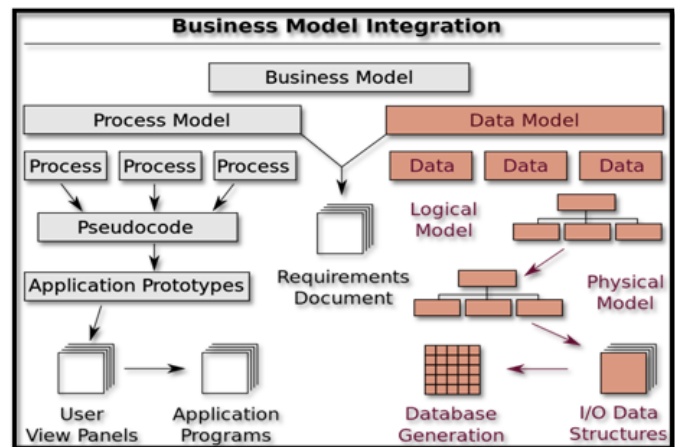 Business Model Integration
Business Model
Process Model
Data Model
Process
Process
Process
Data
Data
Data
Pseudocode
Logical
Model
Application Prototypes
Requirements
Document
Physical
Model
User
View Panels
Application
Programs
Database
Generation
I/O Data
Structures